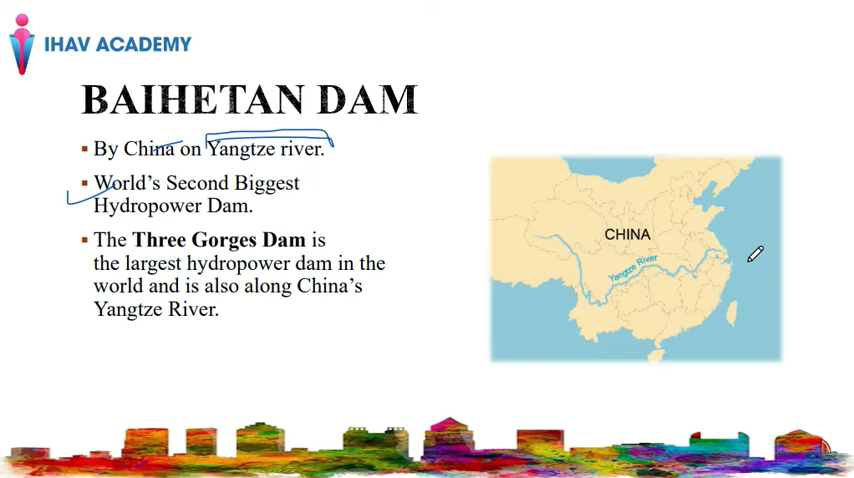 IHAV ACADEMY
BAIHETAN DAM
▪ By China on Yangtze river.
▪ World's Second Biggest
Hydropower Dam.
▪ The Three Gorges Dam is
the largest hydropower dam in the
world and is also along China's
Yangtze River.
CHINA
Yangtze River